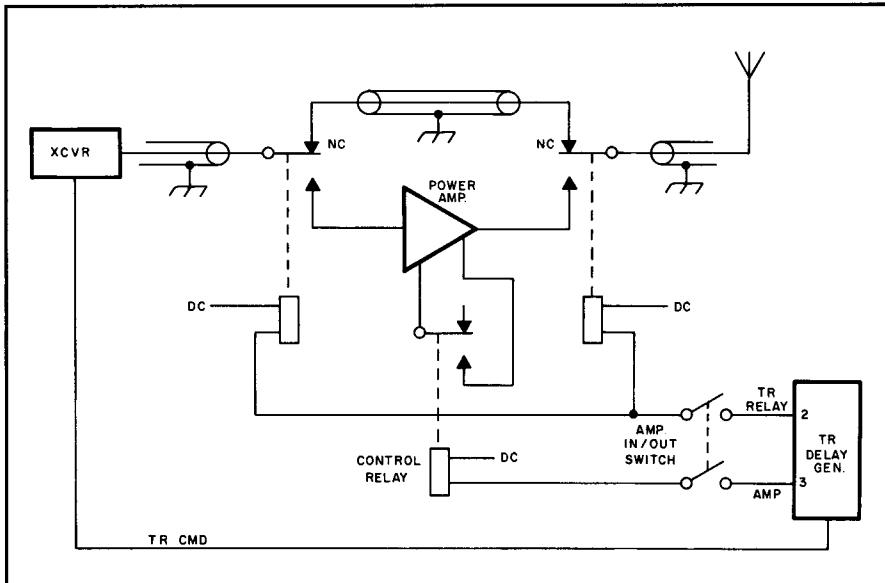 XCVR
NC
NC
POWER
AMP.
DC
DC
CONTROL
RELAY
DC
AMP.
IN/OUT
SWITCH
TR
RELAY
AMP
2
3
TR
DELAY
GEN.
TR CMD